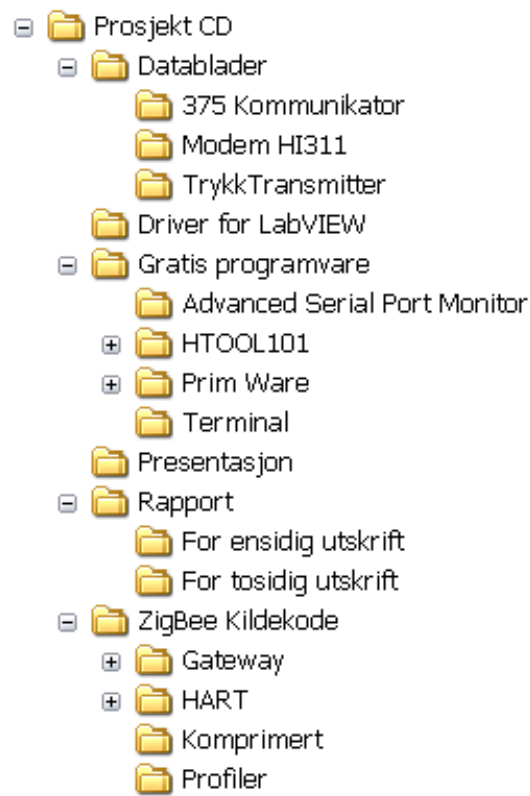 Prosjekt CD
Datablader
375 Kommunikator
Modem HI311
TrykkTransmitter
Driver for LabVIEW
Gratis programvare
Advanced Serial Port Monitor
HTOOL101
Prim Ware
Terminal
Presentasjon
Rapport
For ensidig utskrift
For tosidig utskrift
ZigBee Kildekode
Gateway
HART
Komprimert
Profiler